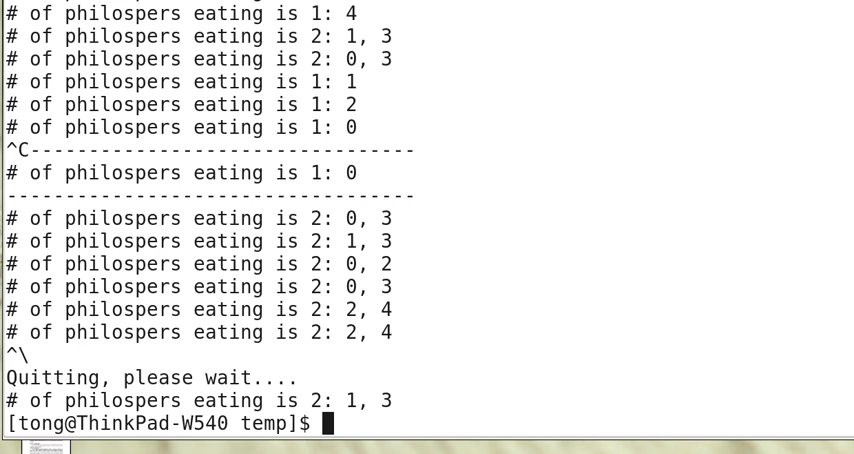 # of philospers eating is 1: 4
# of philospers eating is 2: 1, 3
# of philospers eating is 2: 0, 3
# of philospers eating is 1: 1
# of philospers eating is 1: 2
# of philospers eating is 1: 0
^C---------------------------------
# of philospers eating is 1: 0
-----------------------------------
# of philospers eating is 2: 0, 3
# of philospers eating is 2: 1, 3
# of philospers eating is 2: 0, 2
# of philospers eating is 2: 0, 3
# of philospers eating is 2: 2, 4
# of philospers eating is 2: 2, 4
^\
Quitting, please wait....
# of philospers eating is 2: 1, 3
[tong@ThinkPad-W540 temp]$